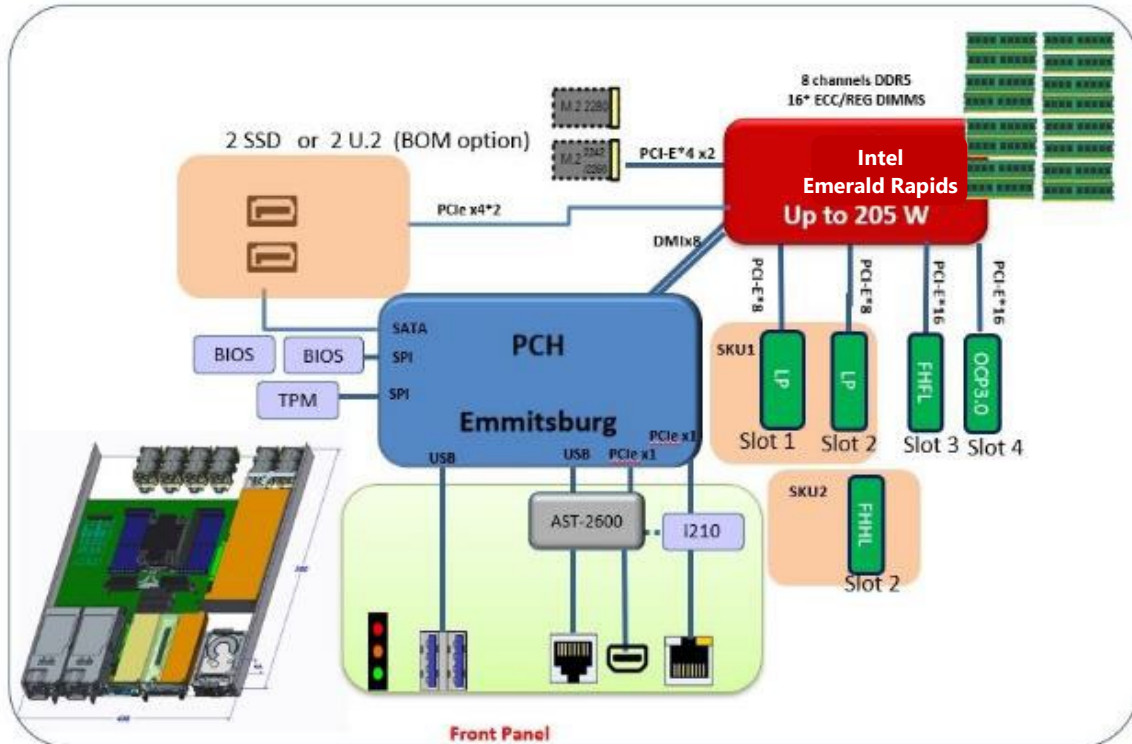 8 channels DDR5
16* ECC/REG DIMMS
M.2 2280
2 SSD or 2 U.2 (BOM option)
M.2 2242
PCI-E*4 x2
Intel
Emerald Rapids
Up to 205 W
PCIe x4*2
DMIx8
PCI-E*8
PCI-E*8
PCI-E*16
PCI-E*16
SATA
PCH
BIOS
BIOS
SPI
SKU1
LP
LP
FHFL
OCP3.0
TPM
SPI
Emmitsburg
Slot 1
Slot 2
Slot 3
Slot 4
PCIe x1
USB
USB
PCIe x1
SKU2
AST-2600
I210
FHHL
Slot 2
Front Panel